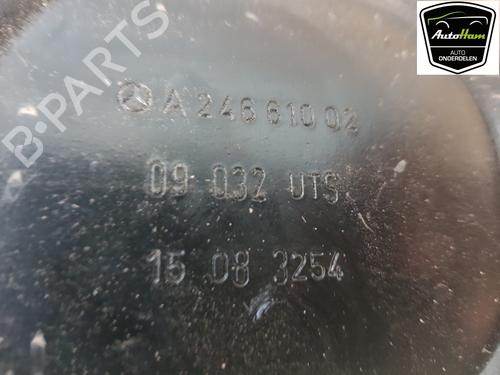 AutoHam
AUTO
ONDERDELEN
B-PARTS
A 246 610 02
09 032 UTS
15 08 3254